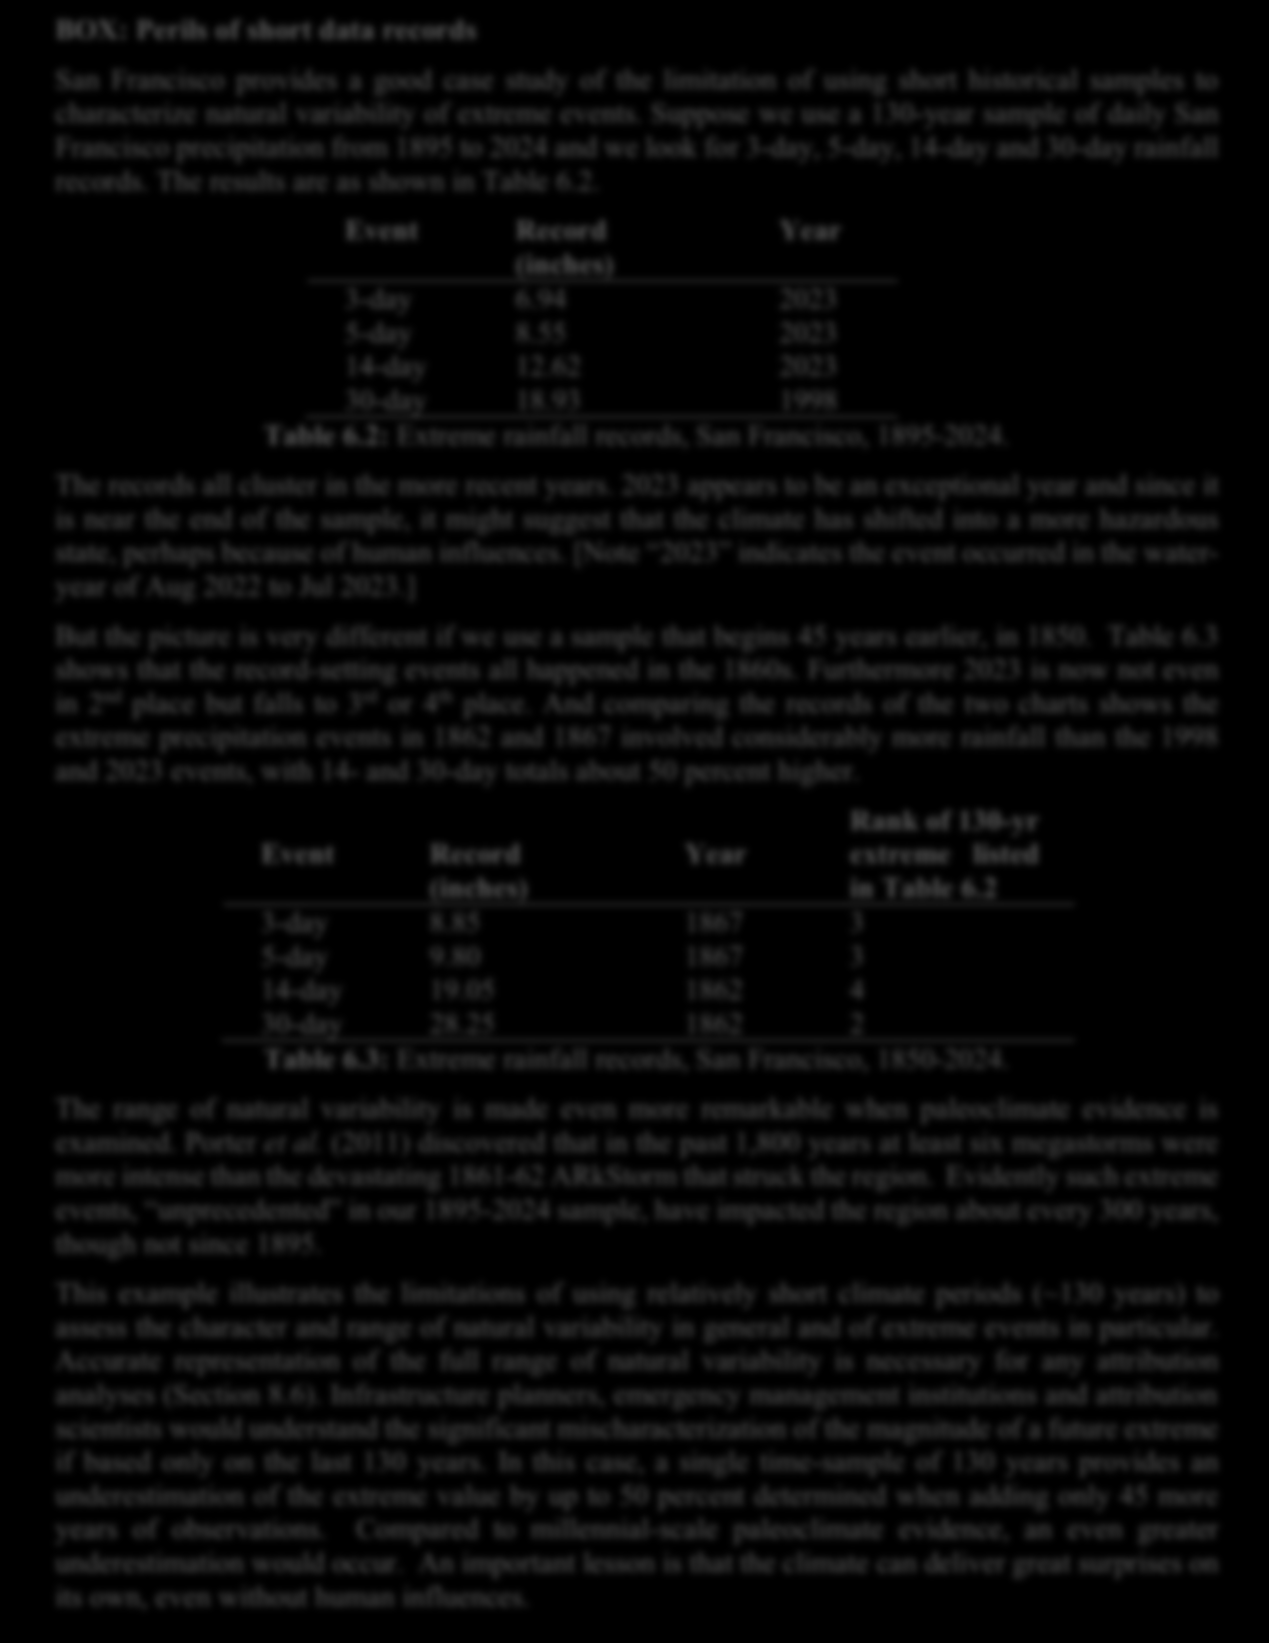 BOX: Perils of short data records
San Francisco provides a good case study of the limitation of using short historical samples to
characterize natural variability of extreme events. Suppose we use a 130-year sample of daily San
Francisco precipitation from 1895 to 2024 and we look for 3-day, 5-day, 14-day and 30-day rainfall
records. The results are as shown in Table 6.2.
Event Record Year
(inches)
3-day 6.94 2023
5-day 8.55 2023
14-day 12.62 2023
30-day 18.93 1998
Table 6.2: Extreme rainfall records, San Francisco, 1895-2024.
The records all cluster in the more recent years. 2023 appears to be an exceptional year and since it
is near the end of the sample, it might suggest that the climate has shifted into a more hazardous
state, perhaps because of human influences. [Note “2023” indicates the event occurred in the water-
year of Aug 2022 to Jul 2023.]
But the picture is very different if we use a sample that begins 45 years earlier, in 1850. Table 6.3
shows that the record-setting events all happened in the 1860s. Furthermore 2023 is now not even
in 2nd place but falls to 3rd or 4th place. And comparing the records of the two charts shows the
extreme precipitation events in 1862 and 1867 involved considerably more rainfall than the 1998
and 2023 events, with 14- and 30-day totals about 50 percent higher.
Rank of 130-yr
Event Record Year extreme listed
(inches) in Table 6.2
3-day 8.85 1867 3
5-day 9.80 1867 3
14-day 19.05 1862 4
30-day 28.25 1862 2
Table 6.3: Extreme rainfall records, San Francisco, 1850-2024.
The range of natural variability is made even more remarkable when paleoclimate evidence is
examined. Porter et al. (2011) discovered that in the past 1,800 years at least six megastorms were
more intense than the devastating 1861-62 ARkStorm that struck the region. Evidently such extreme
events, “unprecedented” in our 1895-2024 sample, have impacted the region about every 300 years,
though not since 1895.
This example illustrates the limitations of using relatively short climate periods (~130 years) to
assess the character and range of natural variability in general and of extreme events in particular.
Accurate representation of the full range of natural variability is necessary for any attribution
analyses (Section 8.6). Infrastructure planners, emergency management institutions and attribution
scientists would understand the significant mischaracterization of the magnitude of a future extreme
if based only on the last 130 years. In this case, a single time-sample of 130 years provides an
underestimation of the extreme value by up to 50 percent determined when adding only 45 more
years of observations. Compared to millennial-scale paleoclimate evidence, an even greater
underestimation would occur. An important lesson is that the climate can deliver great surprises on
its own, even without human influences.